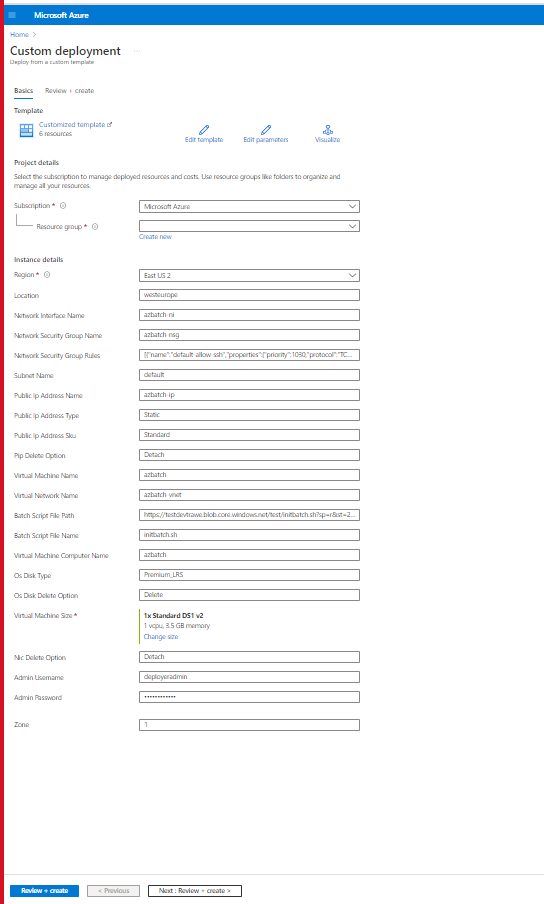 Microsoft Azure
Home >
Custom deployment ...
Deploy from a custom template
Basics Review + create
Template
Customized template
6 resources
Edit template Edit parameters Visualize
Project details
Select the subscription to manage deployed resources and costs. Use resource groups like folders to organize and
manage all your resources.
Subscription * Microsoft Azure
Resource group *
Create new
Instance details
Region * East US 2
Location westeurope
Network Interface Name azbatch-ni
Network Security Group Name azbatch-nsg
Network Security Group Rules [{"name":"default-allow-ssh","properties":{"priority":1030,"protocol":"TC...
Subnet Name default
Public Ip Address Name azbatch-ip
Public Ip Address Type Static
Public Ip Address Sku Standard
Pip Delete Option Detach
Virtual Machine Name azbatch
Virtual Network Name azbatch-vnet
Batch Script File Path https://testdevtrawe.blob.core.windows.net/test/initbatch.sh?sp=r&st=2...
Batch Script File Name initbatch.sh
Virtual Machine Computer Name azbatch
Os Disk Type Premium_LRS
Os Disk Delete Option Delete
Virtual Machine Size * 1x Standard DS1 v2
1 vcpu, 3.5 GB memory
Change size
Nic Delete Option Detach
Admin Username deployeradmin
Admin Password ••••••••••••
Zone 1
Review + create < Previous Next : Review + create >